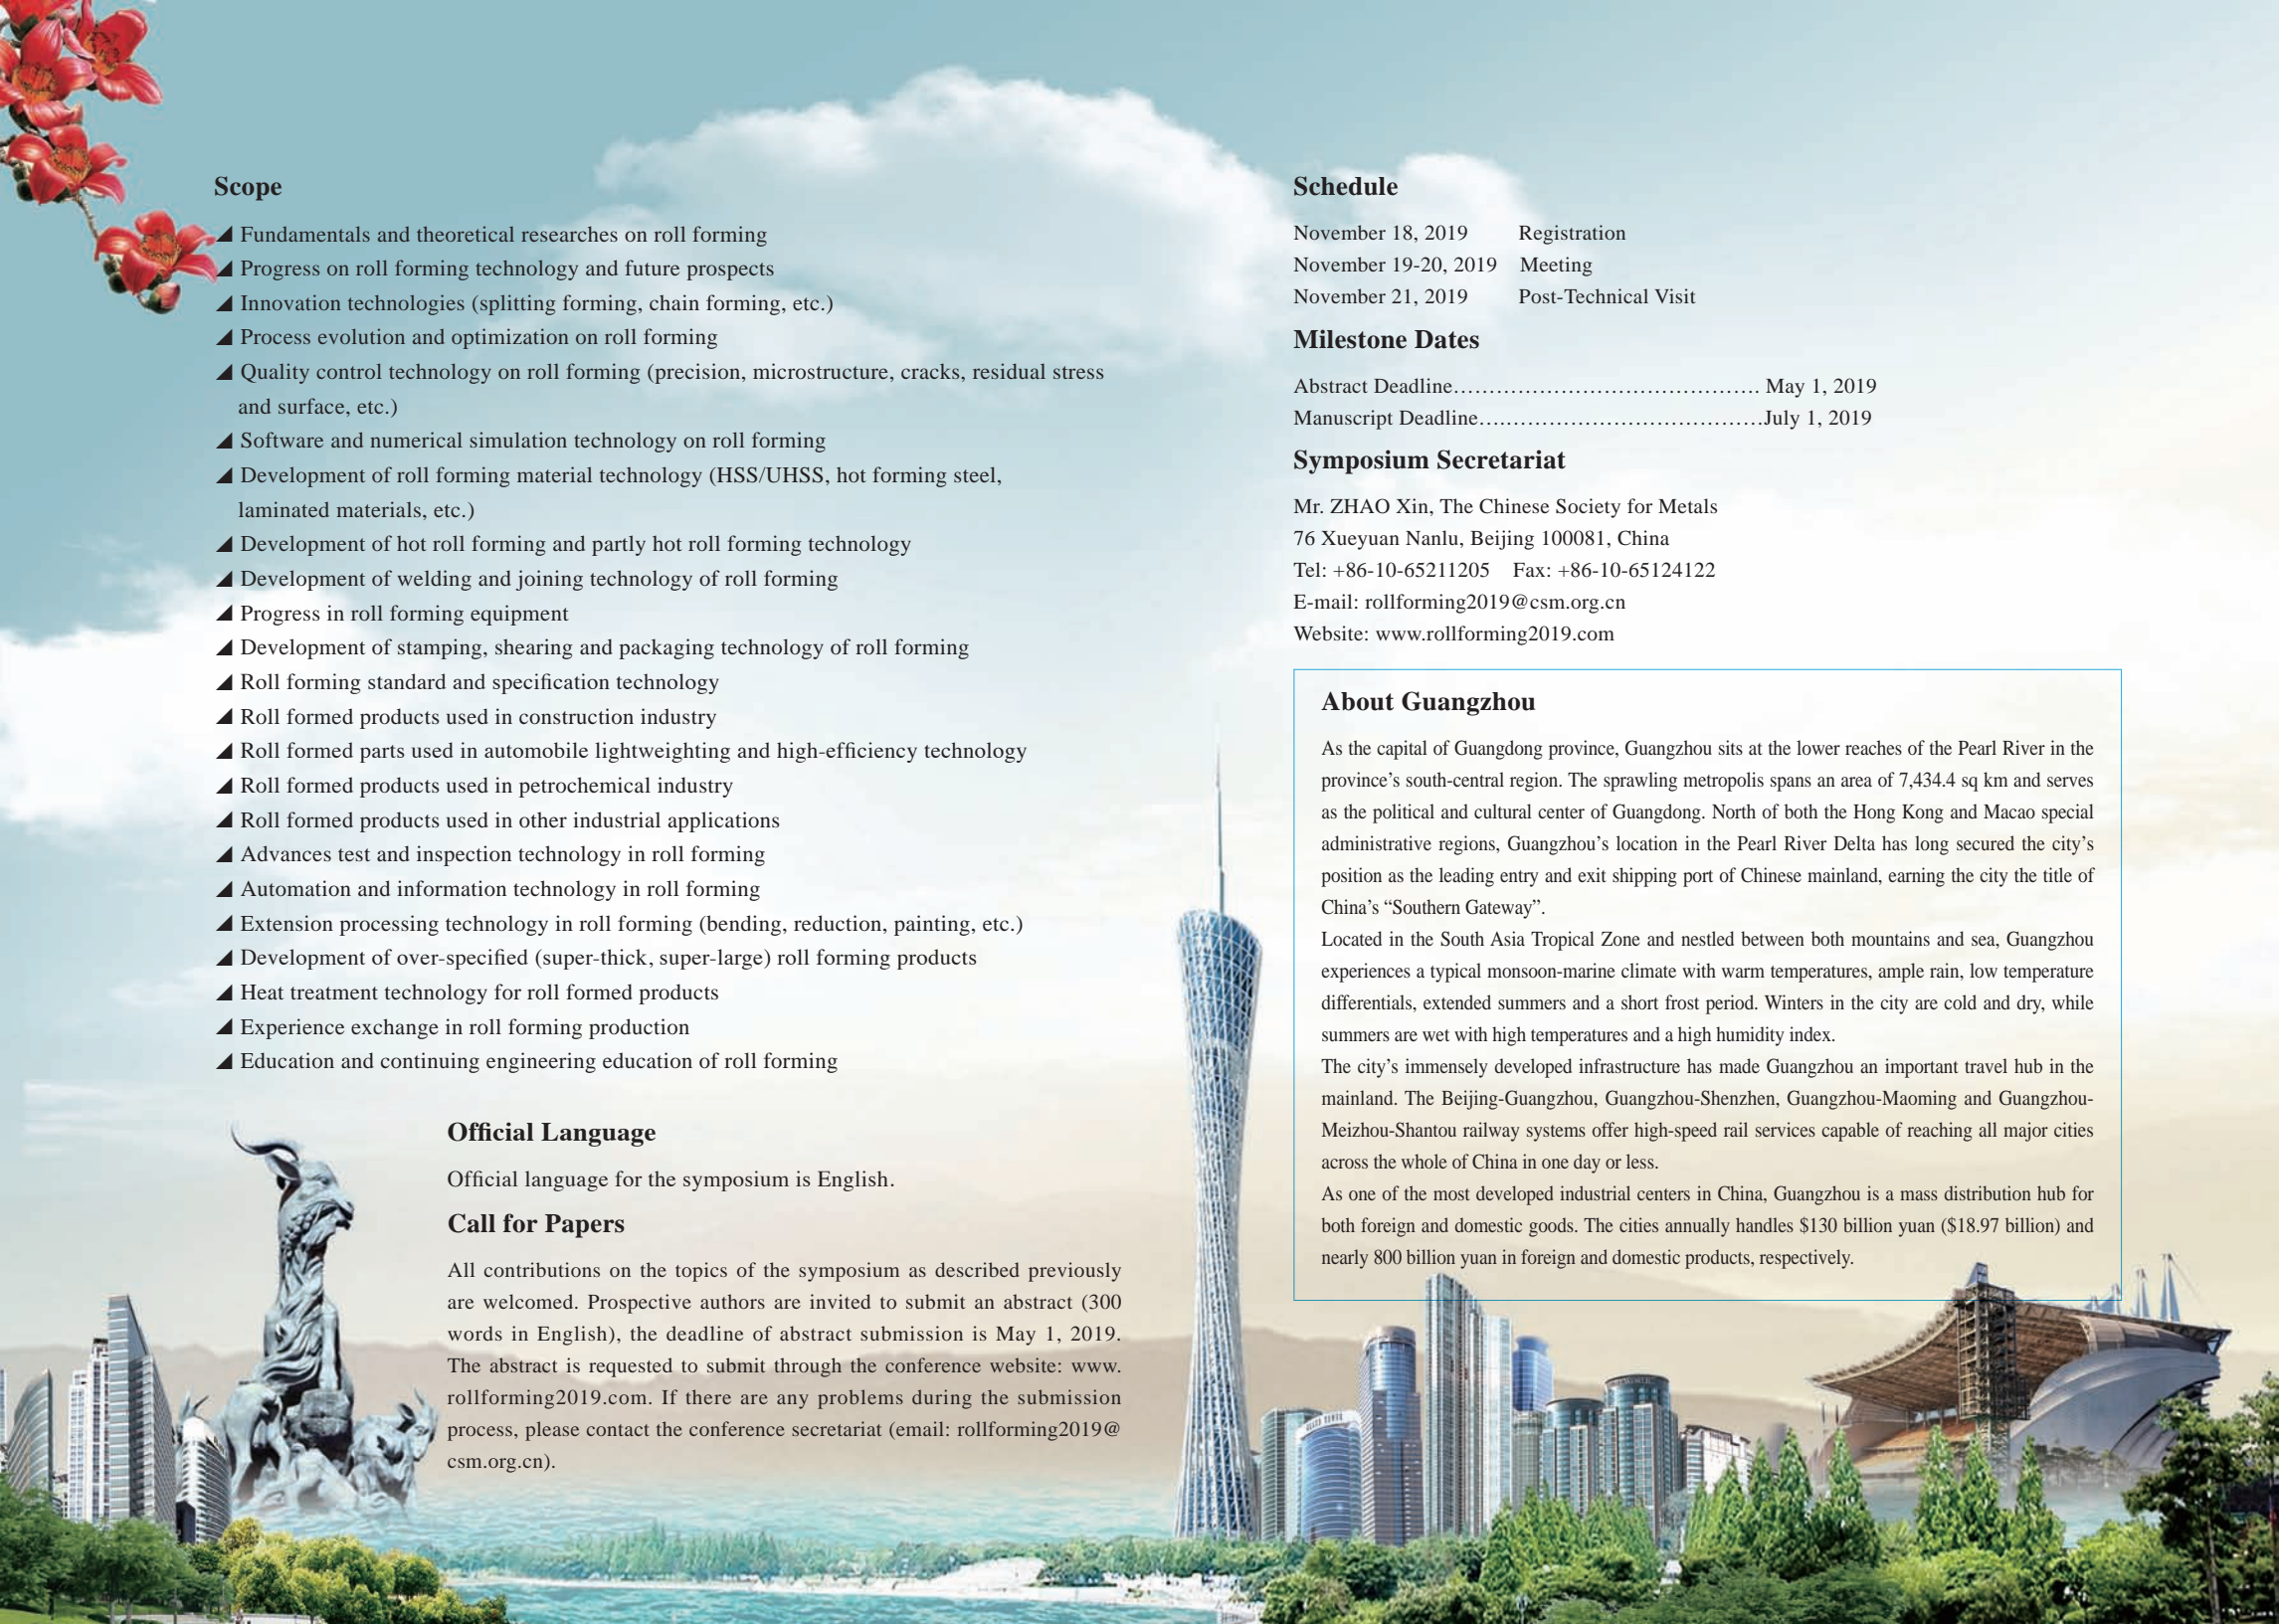 Scope
Fundamentals and theoretical researches on roll forming
Progress on roll forming technology and future prospects
Innovation technologies (splitting forming, chain forming, etc.)
Process evolution and optimization on roll forming
Quality control technology on roll forming (precision, microstructure, cracks, residual stress
and surface, etc.)
Software and numerical simulation technology on roll forming
Development of roll forming material technology (HSS/UHSS, hot forming steel,
laminated materials, etc.)
Development of hot roll forming and partly hot roll forming technology
Development of welding and joining technology of roll forming
Progress in roll forming equipment
Development of stamping, shearing and packaging technology of roll forming
Roll forming standard and specification technology
Roll formed products used in construction industry
Roll formed parts used in automobile lightweighting and high-efficiency technology
Roll formed products used in petrochemical industry
Roll formed products used in other industrial applications
Advances test and inspection technology in roll forming
Automation and information technology in roll forming
Extension processing technology in roll forming (bending, reduction, painting, etc.)
Development of over-specified (super-thick, super-large) roll forming products
Heat treatment technology for roll formed products
Experience exchange in roll forming production
Education and continuing engineering education of roll forming
Official Language
Official language for the symposium is English.
Call for Papers
All contributions on the topics of the symposium as described previously
are welcomed. Prospective authors are invited to submit an abstract (300
words in English), the deadline of abstract submission is May 1, 2019.
The abstract is requested to submit through the conference website: www.
rollforming2019.com. If there are any problems during the submission
process, please contact the conference secretariat (email: rollforming2019@
csm.org.cn).
Schedule
November 18, 2019 Registration
November 19-20, 2019 Meeting
November 21, 2019 Post-Technical Visit
Milestone Dates
Abstract Deadline……………………………………. May 1, 2019
Manuscript Deadline………………………………….July 1, 2019
Symposium Secretariat
Mr. ZHAO Xin, The Chinese Society for Metals
76 Xueyuan Nanlu, Beijing 100081, China
Tel: +86-10-65211205 Fax: +86-10-65124122
E-mail: rollforming2019@csm.org.cn
Website: www.rollforming2019.com
About Guangzhou
As the capital of Guangdong province, Guangzhou sits at the lower reaches of the Pearl River in the
province’s south-central region. The sprawling metropolis spans an area of 7,434.4 sq km and serves
as the political and cultural center of Guangdong. North of both the Hong Kong and Macao special
administrative regions, Guangzhou’s location in the Pearl River Delta has long secured the city’s
position as the leading entry and exit shipping port of Chinese mainland, earning the city the title of
China’s “Southern Gateway”.
Located in the South Asia Tropical Zone and nestled between both mountains and sea, Guangzhou
experiences a typical monsoon-marine climate with warm temperatures, ample rain, low temperature
differentials, extended summers and a short frost period. Winters in the city are cold and dry, while
summers are wet with high temperatures and a high humidity index.
The city’s immensely developed infrastructure has made Guangzhou an important travel hub in the
mainland. The Beijing-Guangzhou, Guangzhou-Shenzhen, Guangzhou-Maoming and Guangzhou-
Meizhou-Shantou railway systems offer high-speed rail services capable of reaching all major cities
across the whole of China in one day or less.
As one of the most developed industrial centers in China, Guangzhou is a mass distribution hub for
both foreign and domestic goods. The cities annually handles $130 billion yuan ($18.97 billion) and
nearly 800 billion yuan in foreign and domestic products, respectively.
GRAND TOWER